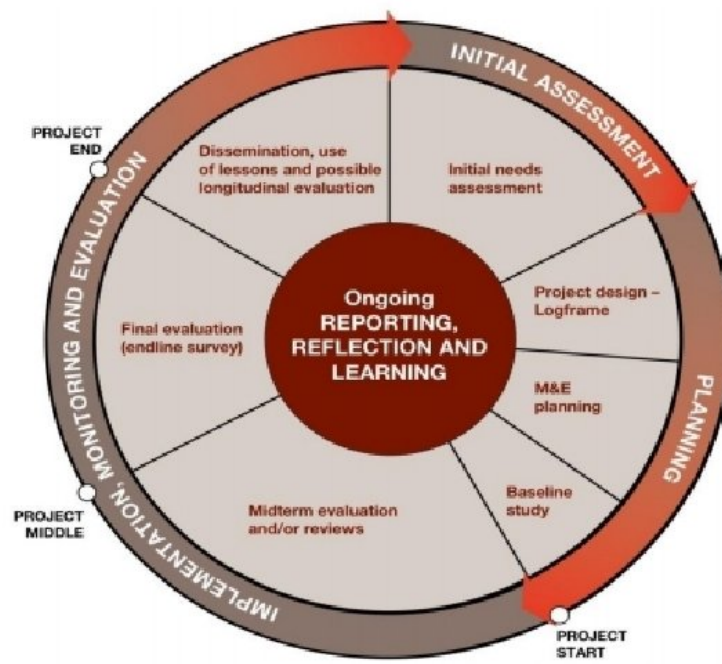 INITIAL ASSESSMENT
PLANNING
IMPLEMENTATION, MONITORING AND EVALUATION
PROJECT
END
Dissemination, use
of lessons and possible
longitudinal evaluation
Initial needs
assessment
Project design –
Logframe
M&E
planning
Baseline
study
Midterm evaluation
and/or reviews
Final evaluation
(endline survey)
Ongoing
REPORTING,
REFLECTION AND
LEARNING
PROJECT
MIDDLE
PROJECT
START